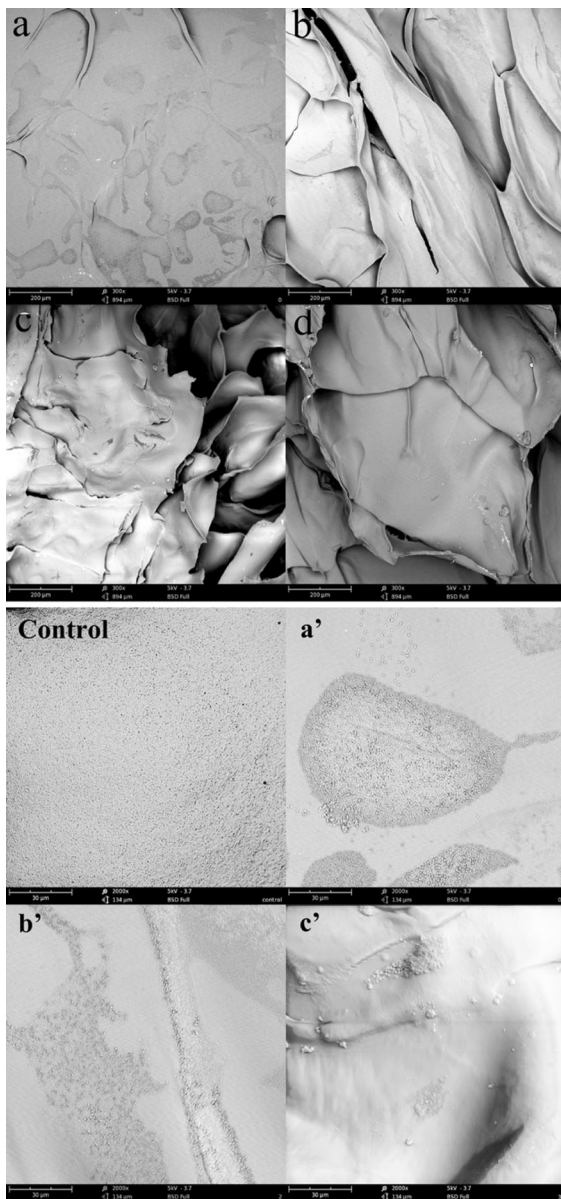 a
b
200 µm 300x 5kV - 3.7
894 µm BSD Full 0
200 µm 300x 5kV - 3.7
894 µm BSD Full
c
d
200 µm 300x 5kV - 3.7
894 µm BSD Full
200 µm 300x 5kV - 3.7
894 µm BSD Full
Control
a’
30 µm 2000x 5kV - 3.7
134 µm BSD Full control
30 µm 2000x 5kV - 3.7
134 µm BSD Full
b’
c’
30 µm 2000x 5kV - 3.7
134 µm BSD Full 2
30 µm 2000x 5kV - 3.7
134 µm BSD Full